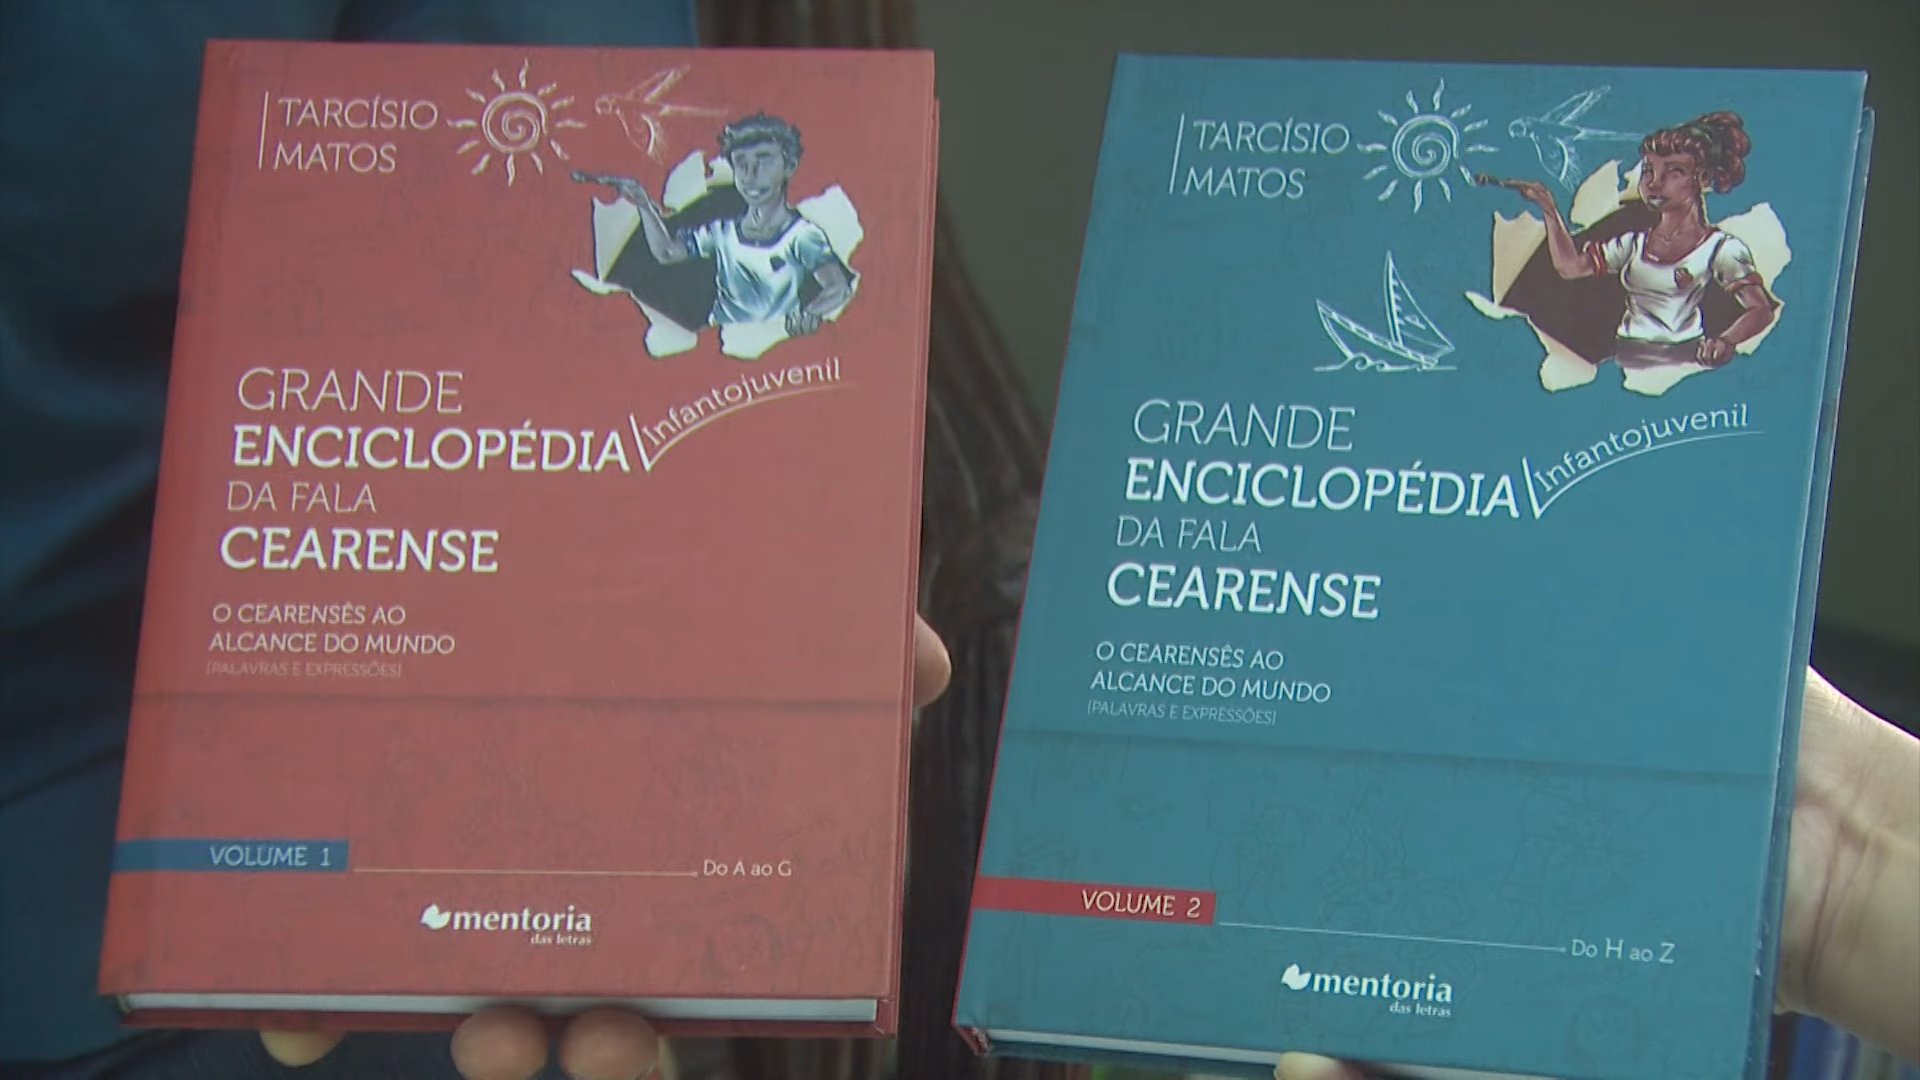 TARCÍSIO
MATOS
GRANDE
ENCICLOPÉDIA Infantojuvenil
DA FALA
CEARENSE
O CEARENSÊS AO
ALCANCE DO MUNDO
[PALAVRAS E EXPRESSÕES]
VOLUME 1
Do A ao G
mentoria
das letras
TARCÍSIO
MATOS
GRANDE
ENCICLOPÉDIA Infantojuvenil
DA FALA
CEARENSE
O CEARENSÊS AO
ALCANCE DO MUNDO
[PALAVRAS E EXPRESSÕES]
VOLUME 2
Do H ao Z
mentoria
das letras